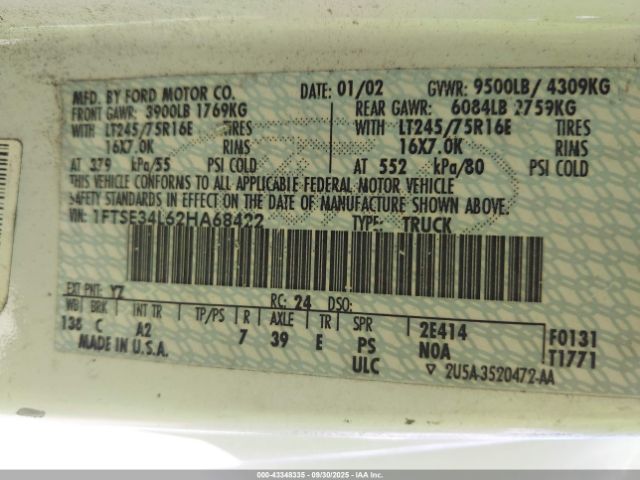 MFD. BY FORD MOTOR CO. DATE: 01/02 GVWR: 9500LB/ 4309KG
FRONT GAWR: 3900LB 1769KG REAR GAWR: 6084LB 2759KG
WITH LT245/75R16E TIRES WITH LT245/75R16E TIRES
16X7.0K RIMS 16X7.0K RIMS
AT 379 kPa/55 PSI COLD AT 552 kPa/80 PSI COLD
THIS VEHICLE CONFORMS TO ALL APPLICABLE FEDERAL MOTOR VEHICLE
SAFETY STANDARDS IN EFFECT ON THE DATE OF MANUFACTURE SHOWN ABOVE.
VIN: 1FTSE34L62HA68422 TYPE: TRUCK
EXT PNT: YZ RC: 24 DSO:
WB BRK INT TR TP/PS R AXLE TR SPR 2E414 F0131
138 C A2 7 39 E PS N0A T1771
MADE IN U.S.A. ULC 2U5A-3520472-AA
000-43348335 - 09/30/2025 - IAA Inc.